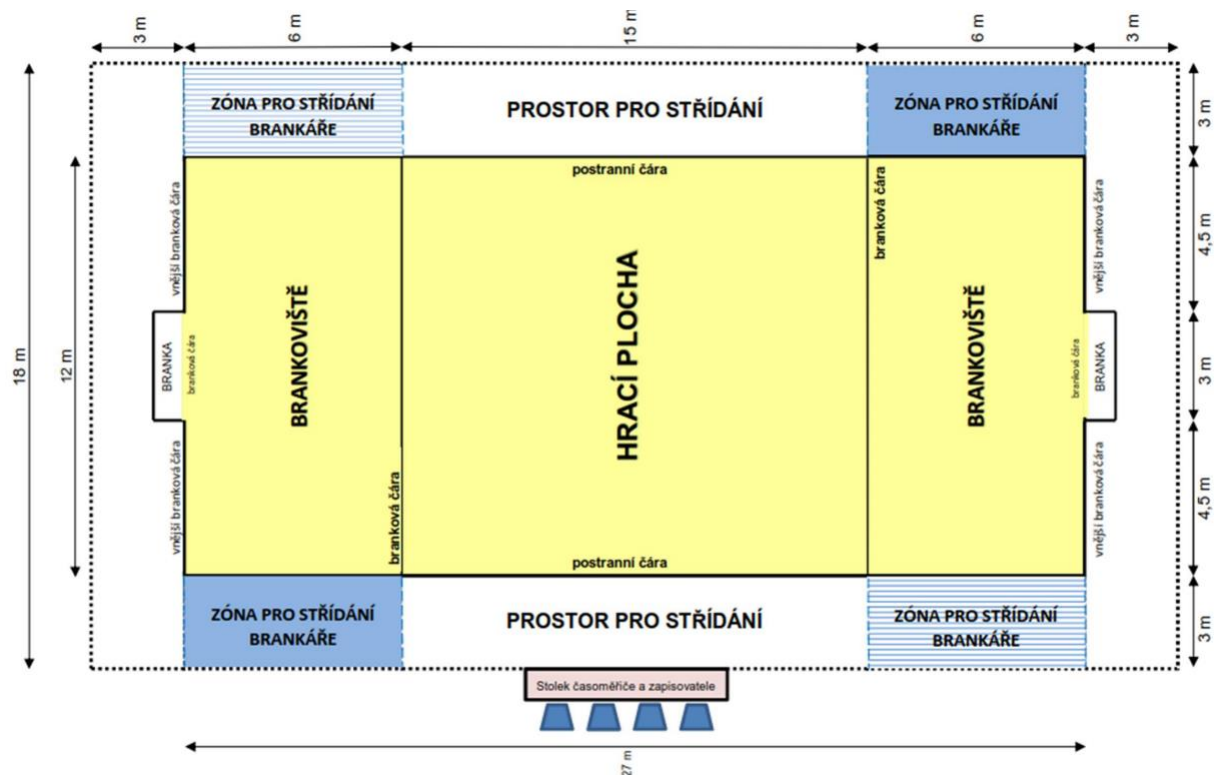 3 m
6 m
15 m
6 m
3 m
ZÓNA PRO STŘÍDÁNÍ
BRANKÁŘE
PROSTOR PRO STŘÍDÁNÍ
ZÓNA PRO STŘÍDÁNÍ
BRANKÁŘE
3 m
postranní čára
vnější branková čára
branková čára
vnější branková čára
4,5 m
18 m
12 m
BRANKA
branková čára
BRANKOVIŠTĚ
HRACÍ PLOCHA
BRANKOVIŠTĚ
branková čára
BRANKA
3 m
vnější branková čára
branková čára
vnější branková čára
4,5 m
postranní čára
ZÓNA PRO STŘÍDÁNÍ
BRANKÁŘE
PROSTOR PRO STŘÍDÁNÍ
ZÓNA PRO STŘÍDÁNÍ
BRANKÁŘE
3 m
Stolek časoměřiče a zapisovatele
27 m